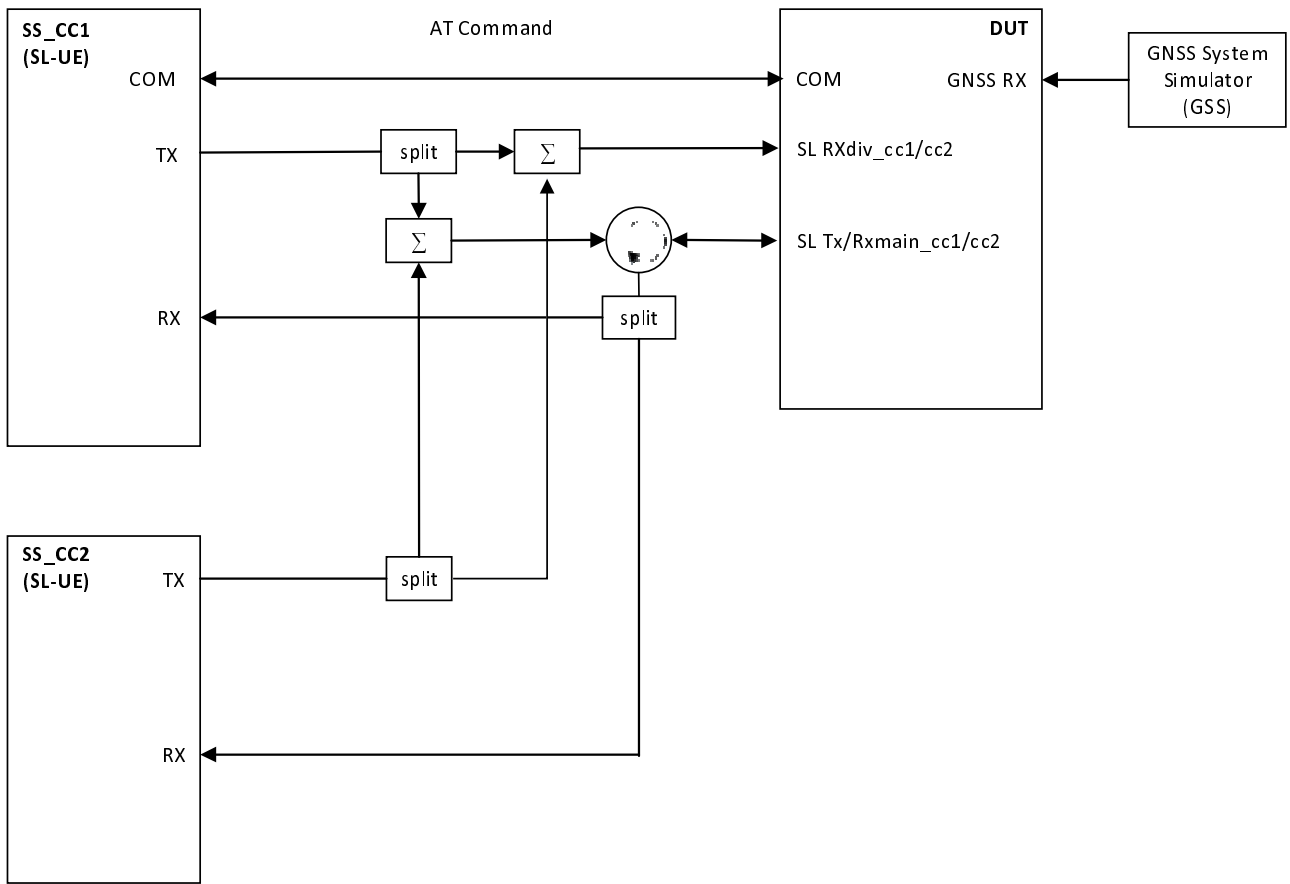 SS_CC1
(SL-UE)
AT Command
DUT
COM
COM
GNSS RX
GNSS System
Simulator
(GSS)
TX
split
∑
SL RXdiv_cc1/cc2
∑
SL Tx/Rxmain_cc1/cc2
RX
split
SS_CC2
(SL-UE)
TX
split
RX